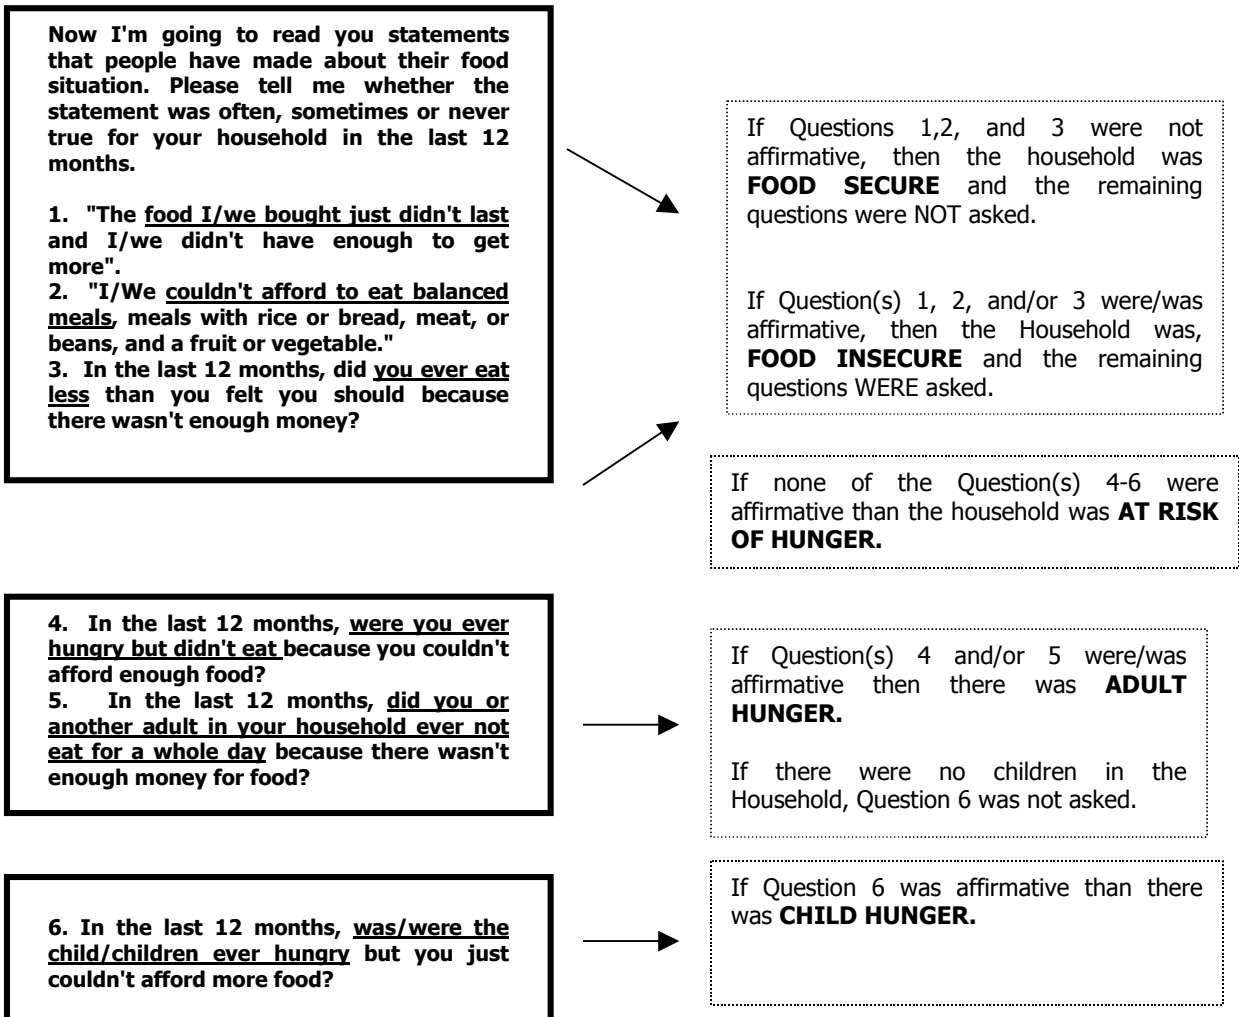 Now I'm going to read you statements
that people have made about their food
situation. Please tell me whether the
statement was often, sometimes or never
true for your household in the last 12
months.
1. "The food I/we bought just didn't last
and I/we didn't have enough to get
more".
2. "I/We couldn't afford to eat balanced
meals, meals with rice or bread, meat, or
beans, and a fruit or vegetable."
3. In the last 12 months, did you ever eat
less than you felt you should because
there wasn't enough money?
If Questions 1,2, and 3 were not
affirmative, then the household was
FOOD SECURE and the remaining
questions were NOT asked.
If Question(s) 1, 2, and/or 3 were/was
affirmative, then the Household was,
FOOD INSECURE and the remaining
questions WERE asked.
If none of the Question(s) 4-6 were
affirmative than the household was AT RISK
OF HUNGER.
4. In the last 12 months, were you ever
hungry but didn't eat because you couldn't
afford enough food?
5. In the last 12 months, did you or
another adult in your household ever not
eat for a whole day because there wasn't
enough money for food?
If Question(s) 4 and/or 5 were/was
affirmative then there was ADULT
HUNGER.
If there were no children in the
Household, Question 6 was not asked.
6. In the last 12 months, was/were the
child/children ever hungry but you just
couldn't afford more food?
If Question 6 was affirmative than there
was CHILD HUNGER.